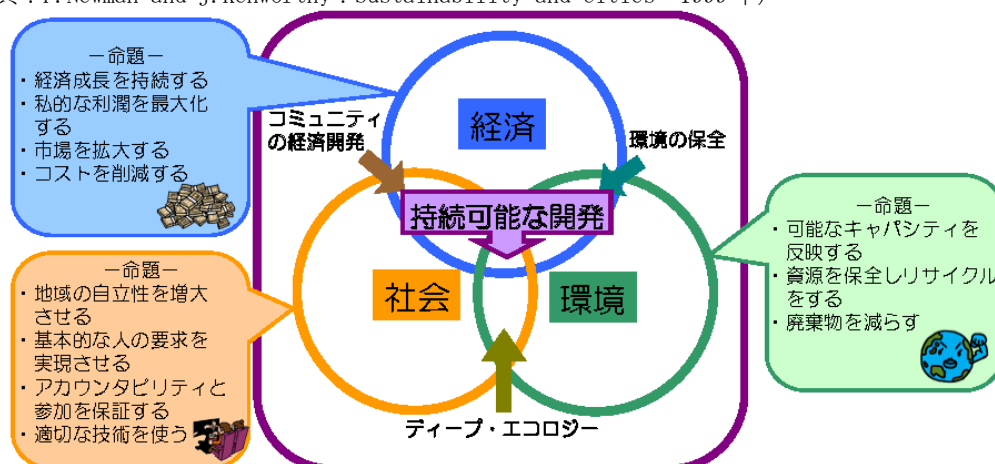 P.Newman and J.Kenworthy
－命題－
・経済成長を持続する
・私的な利潤を最大化
する
・市場を拡大する
・コストを削減する
コミュニティ
の経済開発
経済
環境の保全
持続可能な開発
社会
環境
－命題－
・可能なキャパシティを
反映する
・資源を保全しリサイクル
をする
・廃棄物を減らす
－命題－
・地域の自立性を増大
させる
・基本的な人の要求を
実現させる
・アカウンタビリティと
参加を保証する
・適切な技術を使う
ディープ・エコロジー